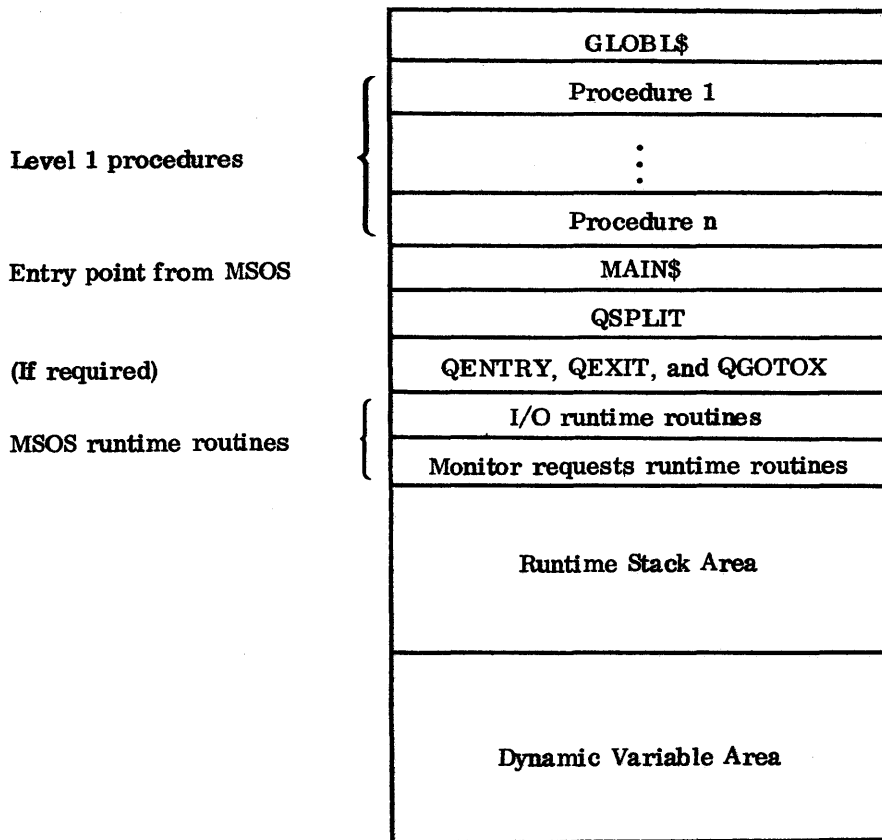 GLOBL$
Procedure 1
Level 1 procedures
Procedure n
Entry point from MSOS
MAIN$
QSPLIT
(If required)
QENTRY, QEXIT, and QGOTOX
I/O runtime routines
MSOS runtime routines
Monitor requests runtime routines
Runtime Stack Area
Dynamic Variable Area